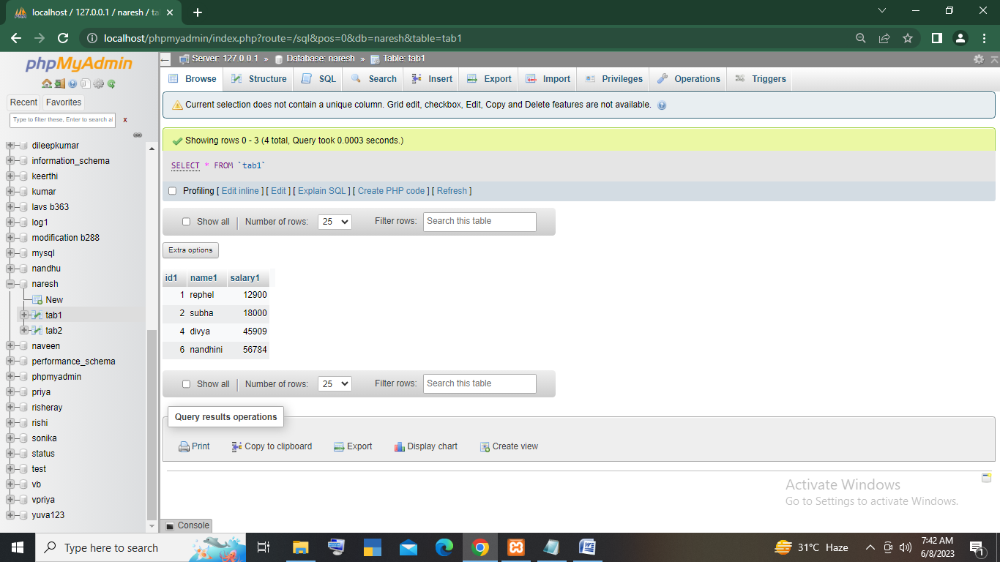 localhost / 127.0.0.1 / naresh / ta
localhost/phpmyadmin/index.php?route=/sql&pos=0&db=naresh&table=tab1
phpMyAdmin
Recent Favorites
Type to filter these, Enter to search al x
dileepkumar
information_schema
keerthi
kumar
lavs b363
log1
modification b288
mysql
nandhu
naresh
New
tab1
tab2
naveen
performance_schema
phpmyadmin
priya
risheray
rishi
sonika
status
test
vb
vpriya
yuva123
Server: 127.0.0.1 » Database: naresh » Table: tab1
Browse Structure SQL Search Insert Export Import Privileges Operations Triggers
Current selection does not contain a unique column. Grid edit, checkbox, Edit, Copy and Delete features are not available.
Showing rows 0 - 3 (4 total, Query took 0.0003 seconds.)
SELECT * FROM `tab1`
Profiling [ Edit inline ] [ Edit ] [ Explain SQL ] [ Create PHP code ] [ Refresh ]
Show all | Number of rows: 25 Filter rows: Search this table
Extra options
id1 name1 salary1
1 rephel 12900
2 subha 18000
4 divya 45909
6 nandhini 56784
Show all | Number of rows: 25 Filter rows: Search this table
Query results operations
Print Copy to clipboard Export Display chart Create view
Activate Windows
Go to Settings to activate Windows.
Console
Type here to search
31°C Haze
7:42 AM
6/8/2023
1